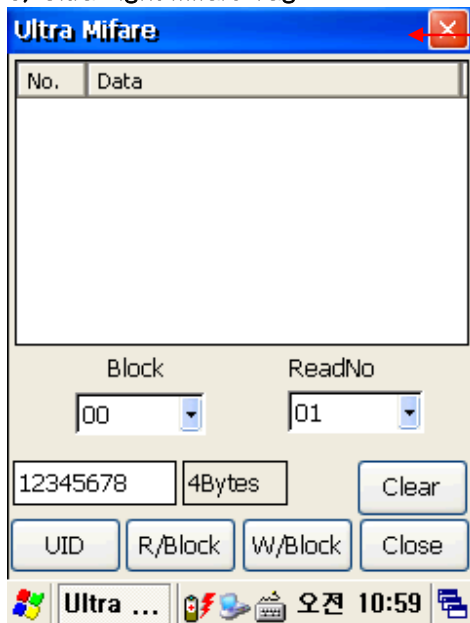 Ultra Mifare
No. Data
Block ReadNo
00 01
12345678 4Bytes Clear
UID R/Block W/Block Close
Ultra ... 오전 10:59